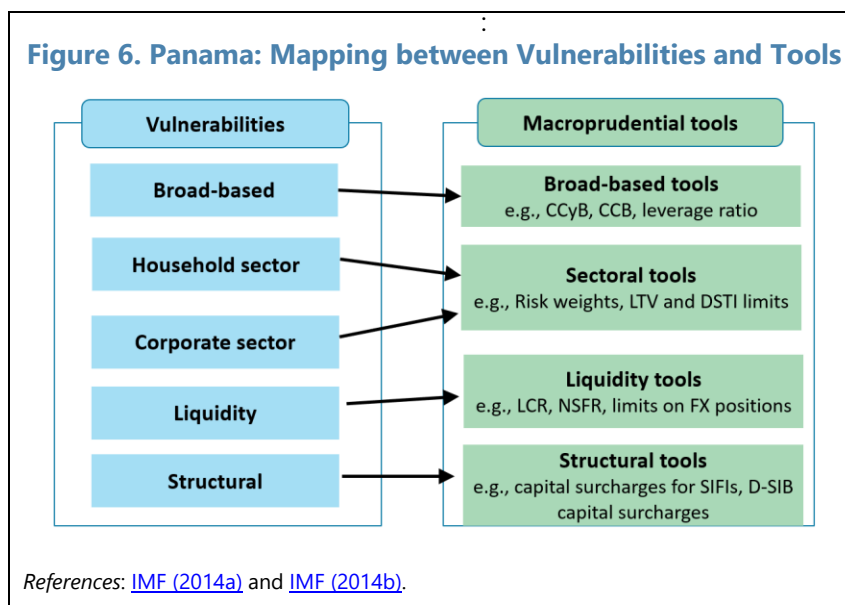 :
Figure 6. Panama: Mapping between Vulnerabilities and Tools
Vulnerabilities
Broad-based
Household sector
Corporate sector
Liquidity
Structural
Macroprudential tools
Broad-based tools
e.g., CCyB, CCB, leverage ratio
Sectoral tools
e.g., Risk weights, LTV and DSTI limits
Liquidity tools
e.g., LCR, NSFR, limits on FX positions
Structural tools
e.g., capital surcharges for SIFIs, D-SIB
capital surcharges
References: IMF (2014a) and IMF (2014b).